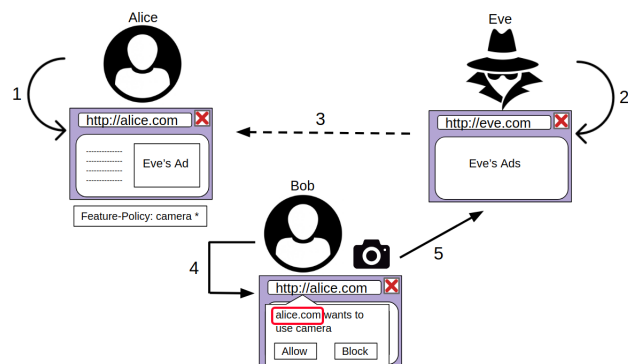 Alice
Eve
1
http://alice.com
Eve's Ad
Feature-Policy: camera *
3
http://eve.com
Eve's Ads
2
Bob
4
5
http://alice.com
alice.com wants to
use camera
Allow
Block